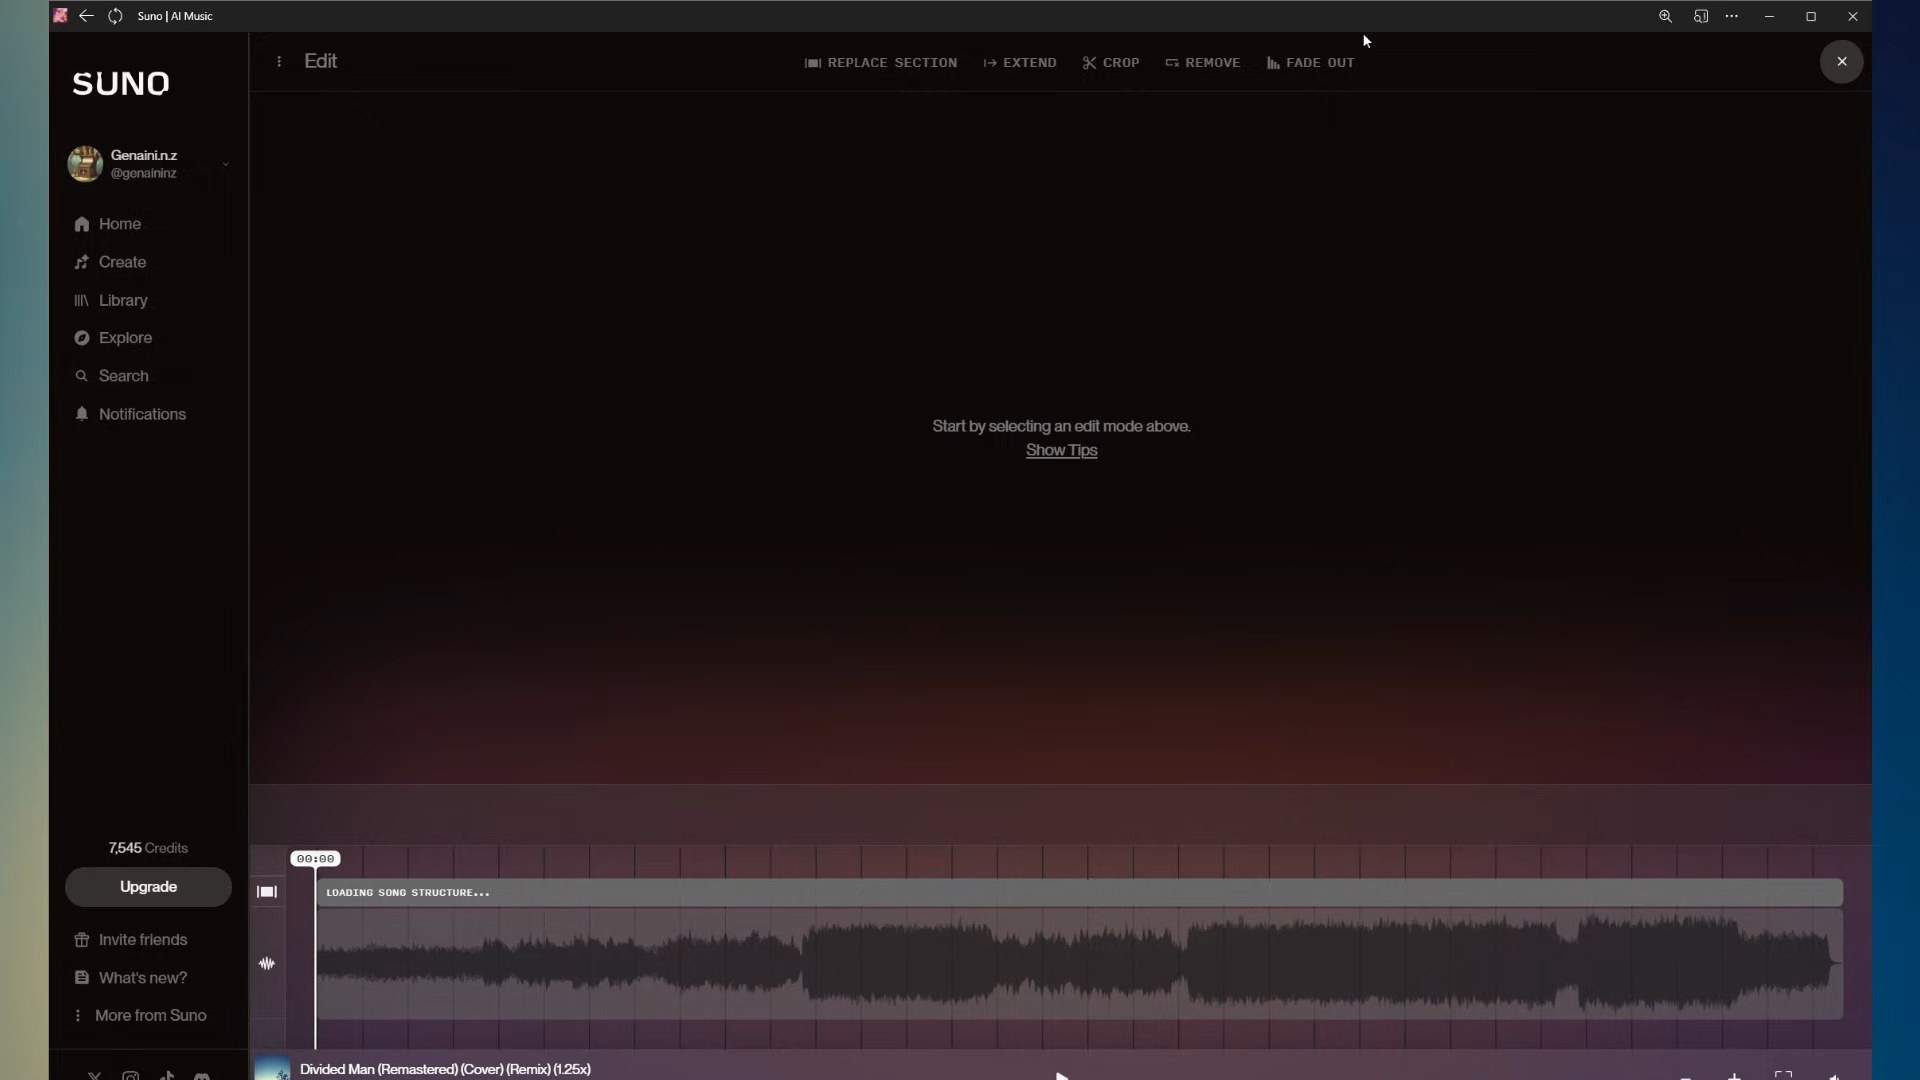 Suno | AI Music
SUNO
Genaini.n.z
@genaininz
Home
Create
Library
Explore
Search
Notifications
7,545 Credits
Upgrade
Invite friends
What's new?
More from Suno
Edit
REPLACE SECTION
EXTEND
CROP
REMOVE
FADE OUT
Start by selecting an edit mode above.
Show Tips
00:00
LOADING SONG STRUCTURE...
Divided Man (Remastered) (Cover) (Remix) (1.25x)